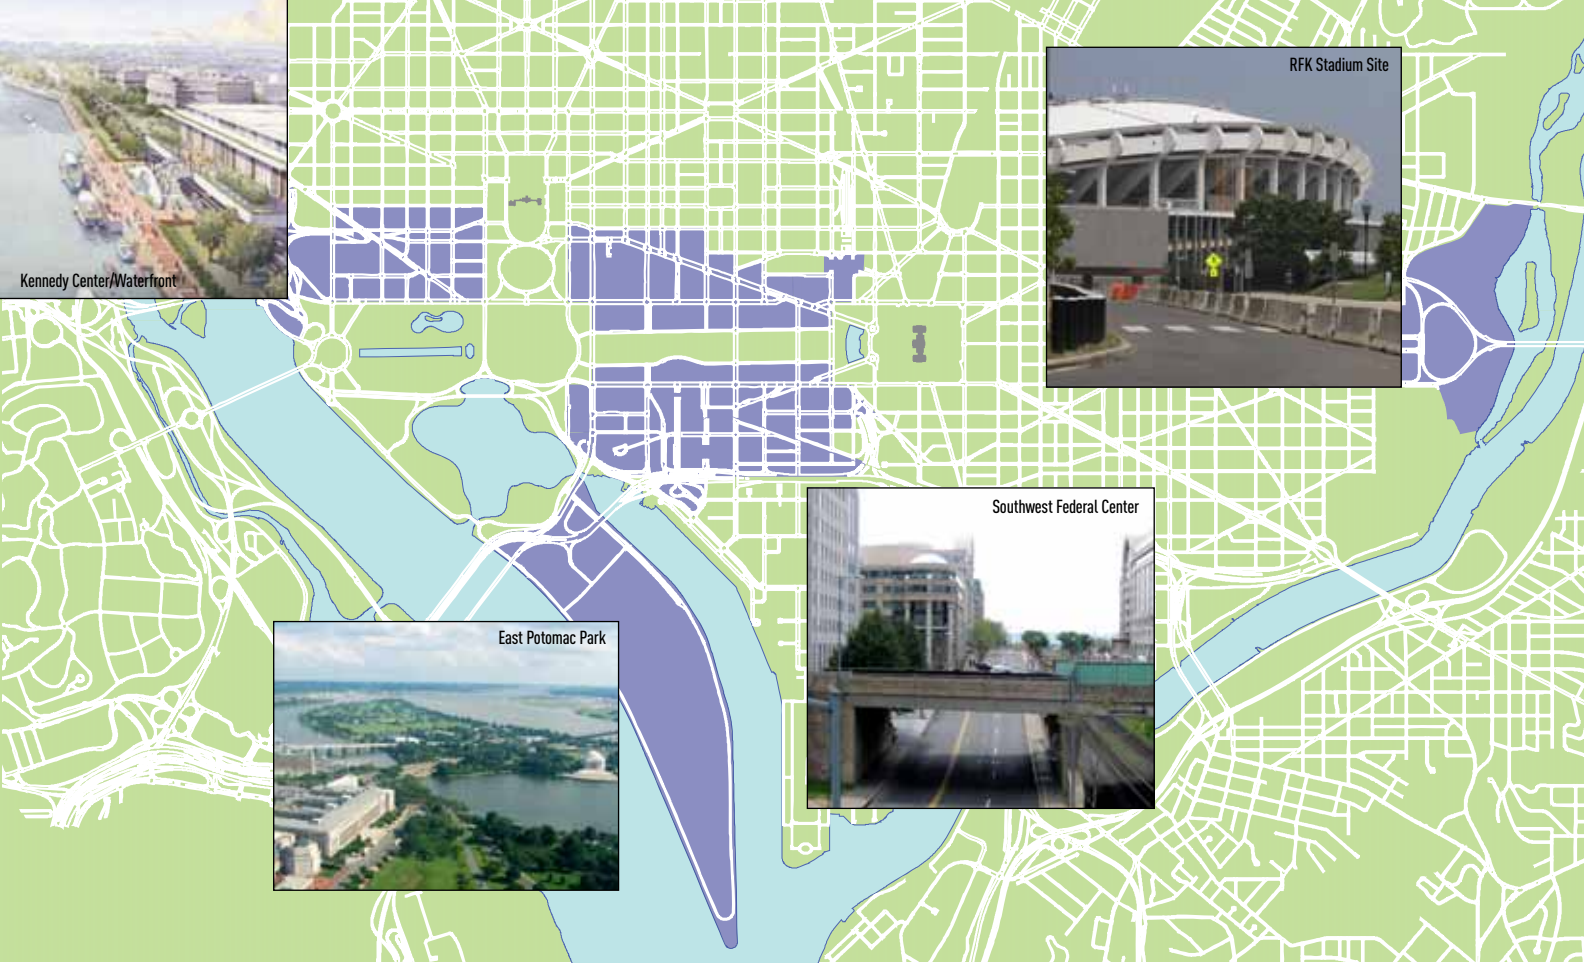 RFK Stadium Site
Kennedy Center/Waterfront
Southwest Federal Center
East Potomac Park